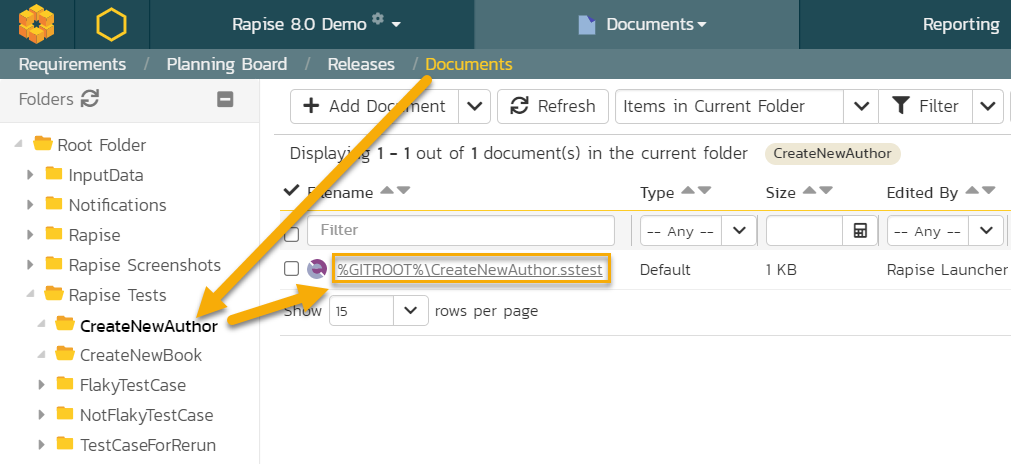 Rapise 8.0 Demo Documents Reporting
Requirements / Planning Board / Releases / Documents
Folders
Add Document Refresh Items in Current Folder Filter
Displaying 1 - 1 out of 1 document(s) in the current folder CreateNewAuthor
Filename Type Size Edited By
Filter -- Any -- -- Any --
%GITROOT%\CreateNewAuthor.sstest Default 1 KB Rapise Launcher
Show 15 rows per page
Root Folder
InputData
Notifications
Rapise
Rapise Screenshots
Rapise Tests
CreateNewAuthor
CreateNewBook
FlakyTestCase
NotFlakyTestCase
TestCaseForRerun